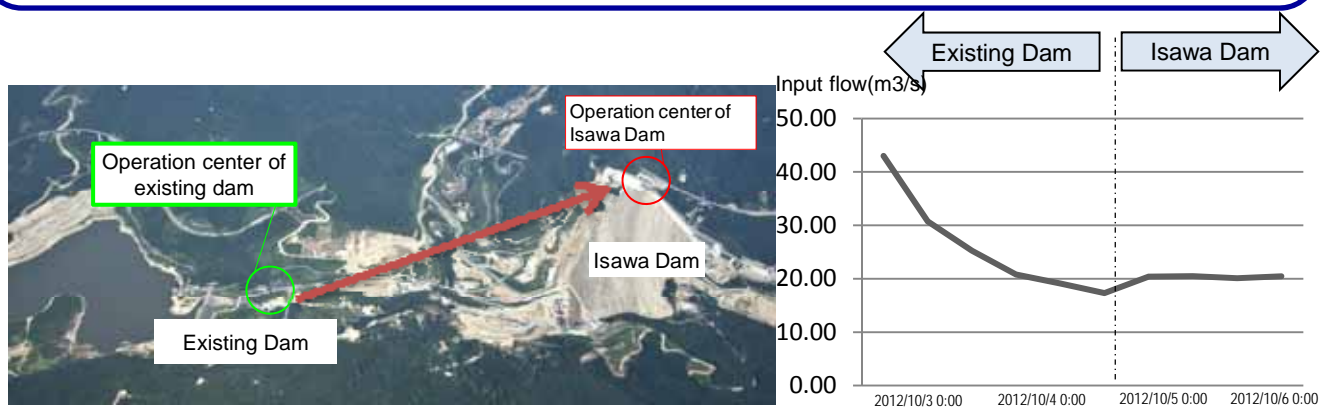 Existing Dam
Isawa Dam
Input flow(m3/s)
Operation center of
Isawa Dam
Operation center of
existing dam
Isawa Dam
Existing Dam
50.00
40.00
30.00
20.00
10.00
0.00
2012/10/3 0:00
2012/10/4 0:00
2012/10/5 0:00
2012/10/6 0:00